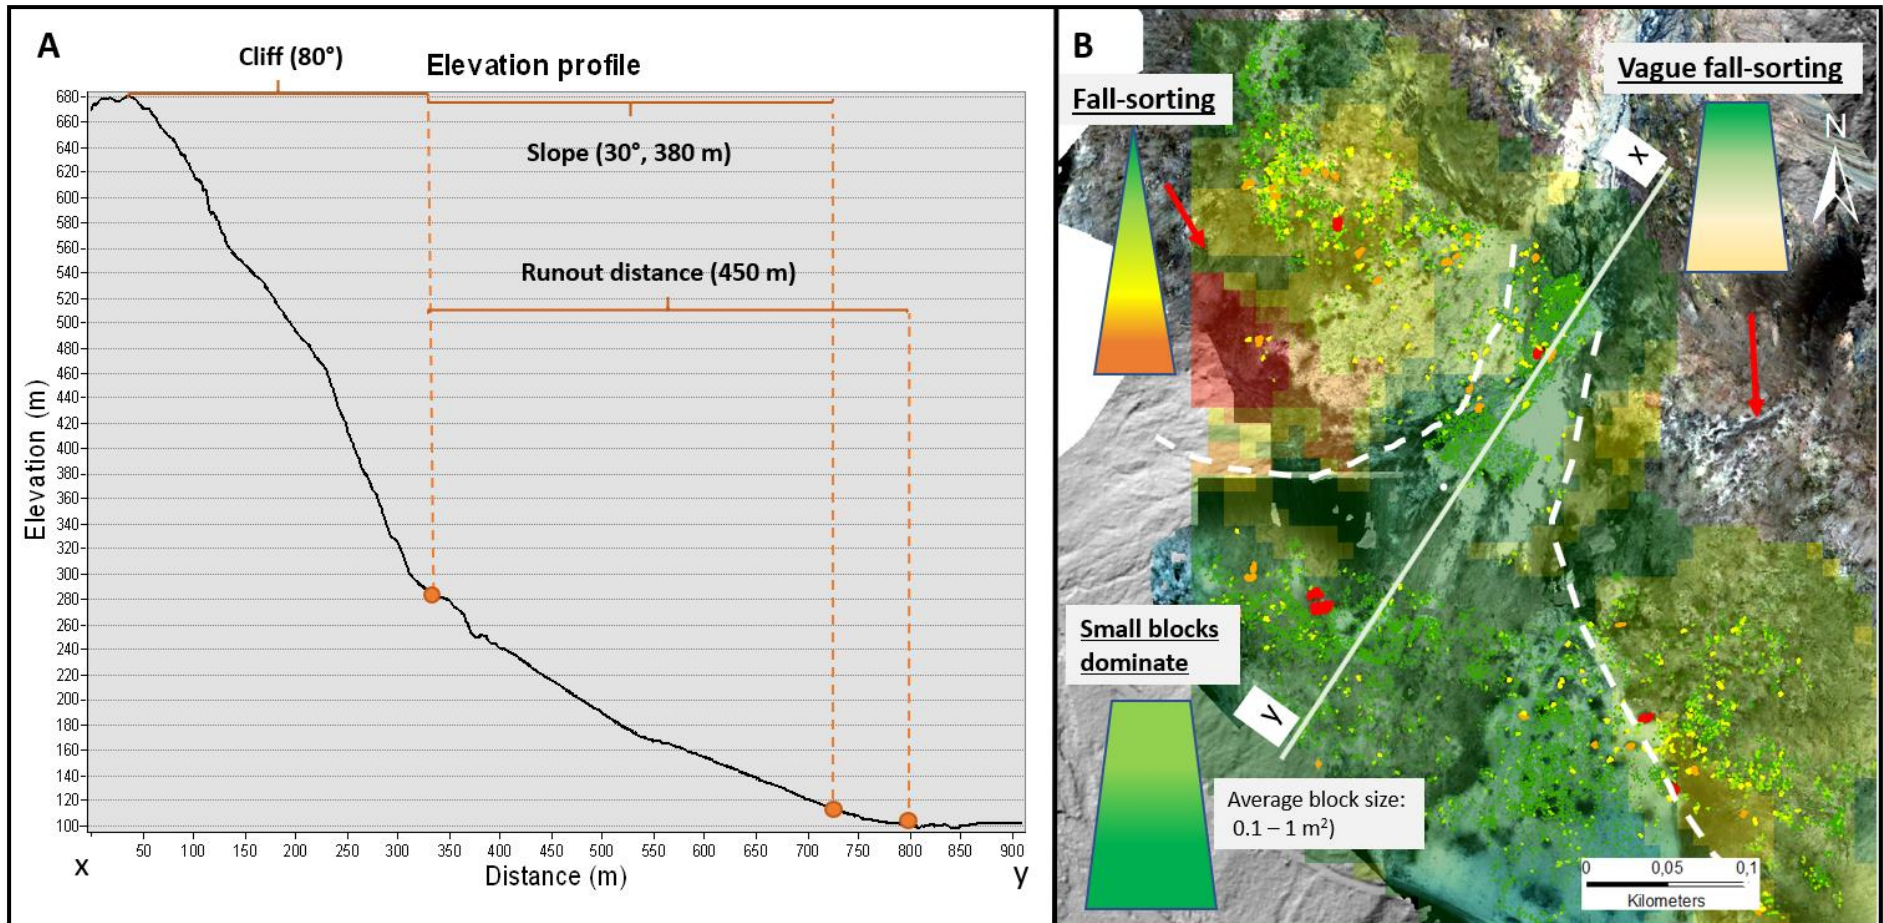 A
Cliff (80°)
Elevation profile
Slope (30°, 380 m)
Runout distance (450 m)
Elevation (m)
680
660
640
620
600
580
560
540
520
500
480
460
440
420
400
380
360
340
320
300
280
260
240
220
200
180
160
140
120
100
50 100 150 200 250 300 350 400 450 500 550 600 650 700 750 800 850 900
x Distance (m) y
B
Fall-sorting
Vague fall-sorting
N
x
Small blocks
dominate
y
Average block size:
0.1 – 1 m²)
0 0,05 0,1
Kilometers